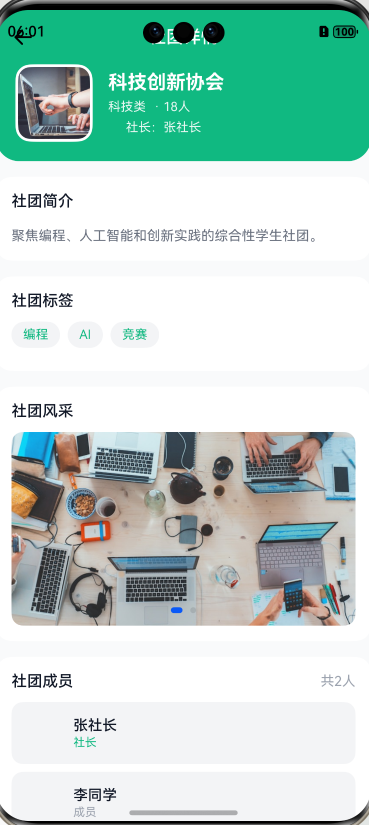 06:01
100
科技创新协会
科技类 · 18人
社长：张社长
社团简介
聚焦编程、人工智能和创新实践的综合性学生社团。
社团标签
编程
AI
竞赛
社团风采
社团成员
共2人
张社长
社长
李同学
成员